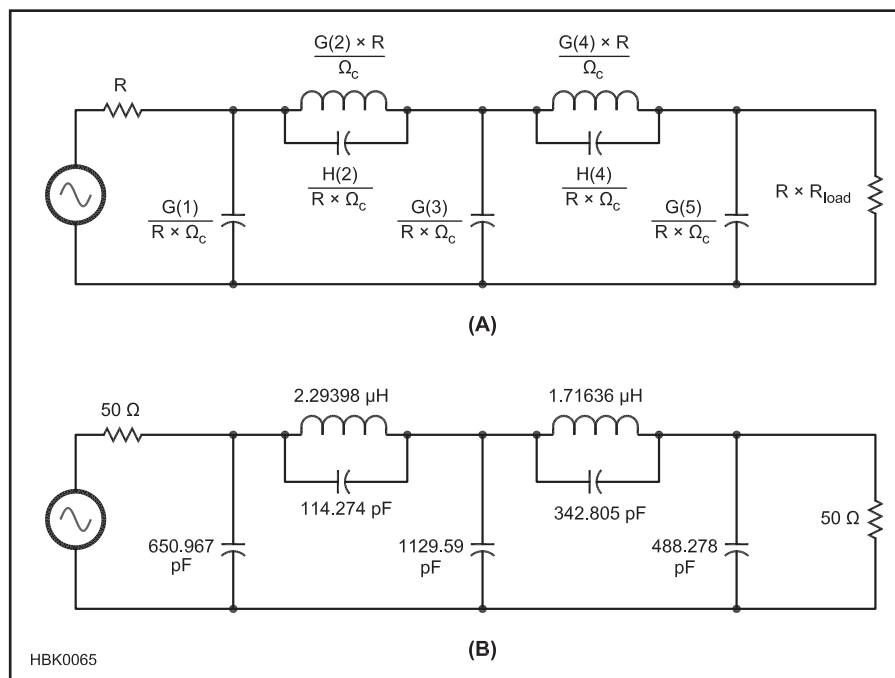 G(2) × R
Ω_c
G(4) × R
Ω_c
R
H(2)
R × Ω_c
H(4)
R × Ω_c
G(1)
R × Ω_c
G(3)
R × Ω_c
G(5)
R × Ω_c
R × R_load
(A)
2.29398 µH
1.71636 µH
50 Ω
114.274 pF
342.805 pF
650.967
pF
1129.59
pF
488.278
pF
50 Ω
(B)
HBK0065